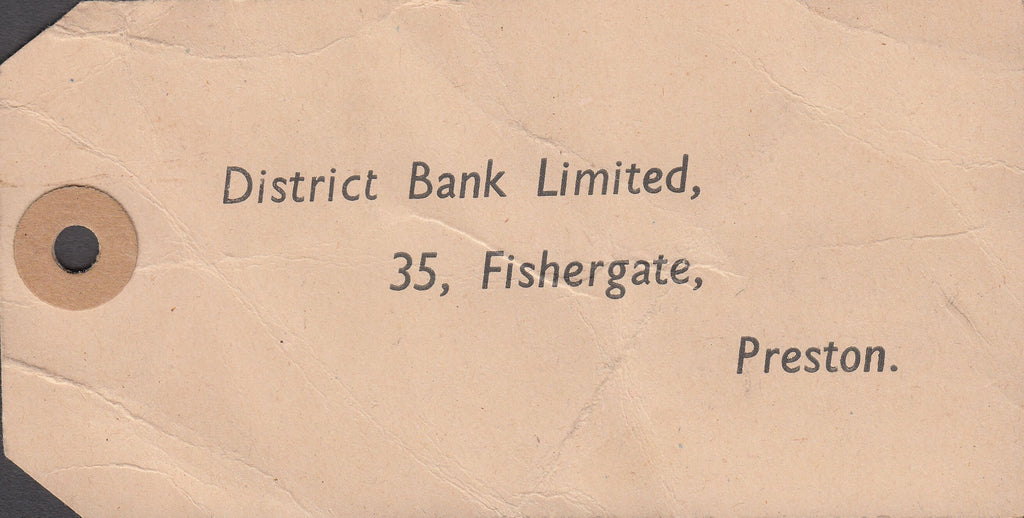 District Bank Limited,
35, Fishergate,
Preston.